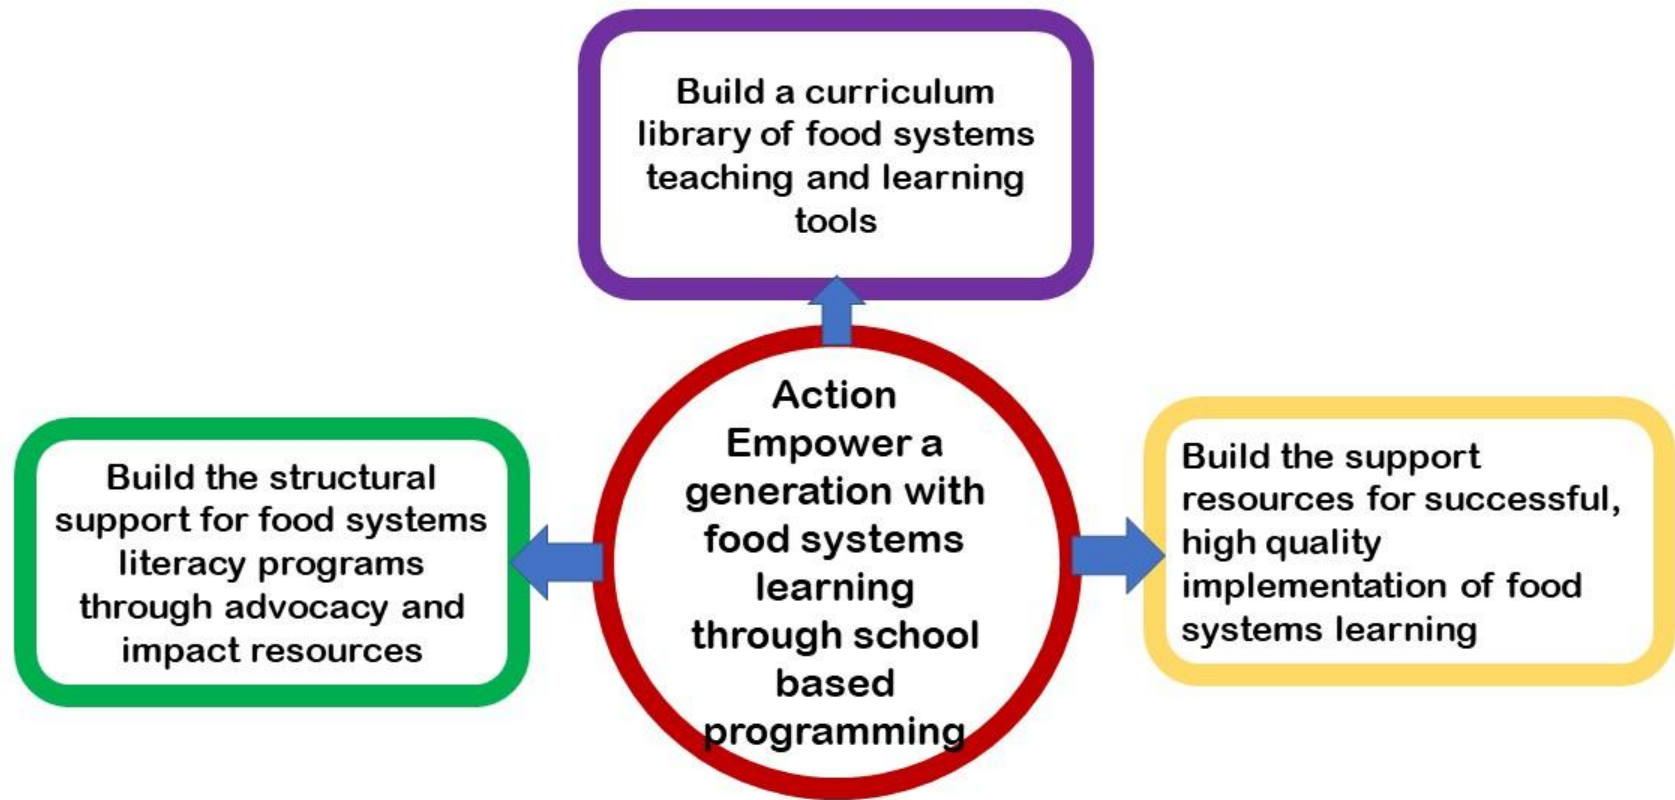 Build a curriculum
library of food systems
teaching and learning
tools
Action
Empower a
generation with
food systems
learning
through school
based
programming
Build the structural
support for food systems
literacy programs
through advocacy and
impact resources
Build the support
resources for successful,
high quality
implementation of food
systems learning